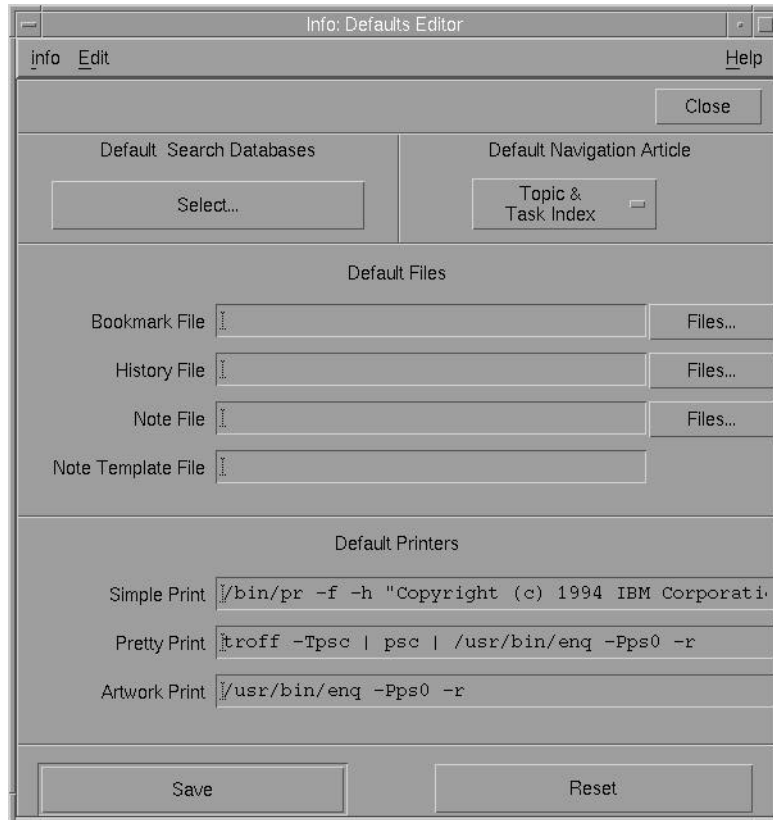 Info: Defaults Editor
info Edit Help
Close
Default Search Databases
Default Navigation Article
Select...
Topic &
Task Index
Default Files
Bookmark File Files...
History File Files...
Note File Files...
Note Template File
Default Printers
Simple Print /bin/pr -f -h "Copyright (c) 1994 IBM Corporati
Pretty Print troff -Tpsc | psc | /usr/bin/enq -Pps0 -r
Artwork Print /usr/bin/enq -Pps0 -r
Save Reset